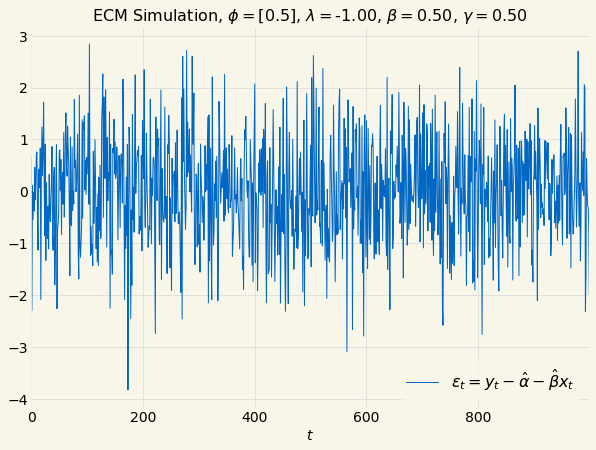 ECM Simulation, ϕ = [0.5], λ = -1.00, β = 0.50, γ = 0.50
3
2
1
0
−1
−2
−3
−4
0 200 400 600 800
t
εₜ = yₜ − α̂ − β̂xₜ